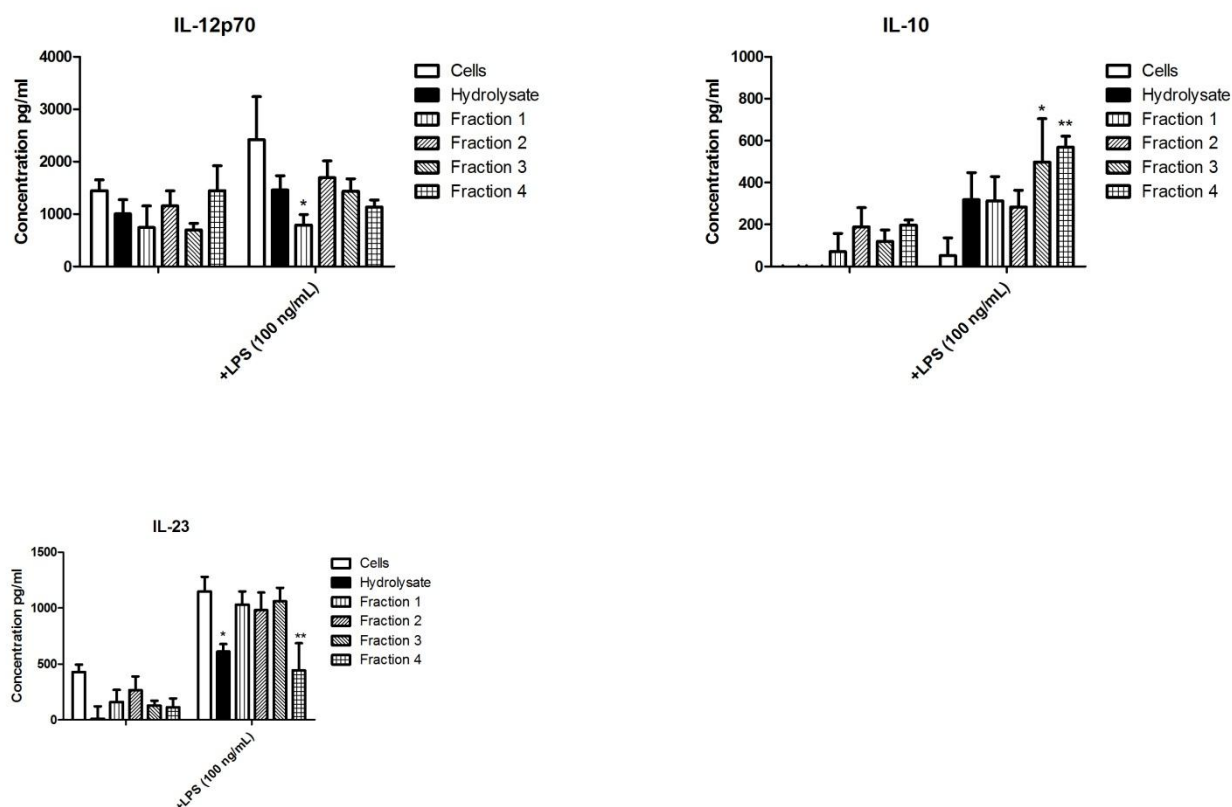 IL-12p70
Concentration pg/ml
4000
3000
2000
1000
0
*
+LPS (100 ng/mL)
Cells
Hydrolysate
Fraction 1
Fraction 2
Fraction 3
Fraction 4
IL-10
Concentration pg/ml
1000
800
600
400
200
0
*
**
+LPS (100 ng/mL)
Cells
Hydrolysate
Fraction 1
Fraction 2
Fraction 3
Fraction 4
IL-23
Concentration pg/ml
1500
1000
500
0
*
**
+LPS (100 ng/mL)
Cells
Hydrolysate
Fraction 1
Fraction 2
Fraction 3
Fraction 4